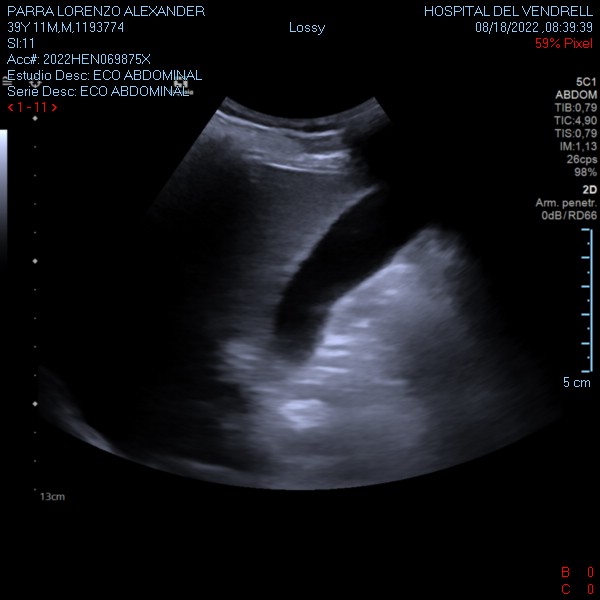 PARRA LORENZO ALEXANDER
HOSPITAL DEL VENDRELL
39Y 11M,M,1193774
Lossy
08/18/2022 ,08:39:39
SI:11
59% Pixel
Acc#: 2022HEN069875X
Estudio Desc: ECO ABDOMINAL
Serie Desc: ECO ABDOMINAL
< 1 - 11 >
5C1
ABDOM
TIB:0,79
TIC:4,90
TIS:0,79
IM:1,13
26cps
98%
2D
Arm. penetr.
0dB/RD66
5 cm
13cm
B 0
C 0